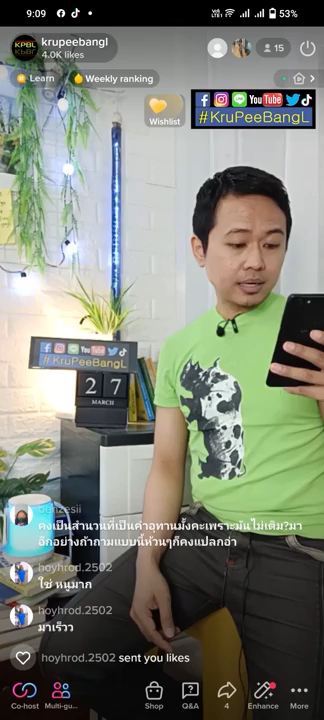 9:09
53%
KPBL
krupeebangl
4.0K likes
15
Learn
Weekly ranking
Wishlist
YouTube
#KruPeeBangL
YouTube
#KruPeeBangL
27
MARCH
คงเป็นสำนวนที่เป็นคำอุทานมั้งคะเพราะมันไม่เติม?มา
อีกอย่างถ้าถามแบบนี้ห้วนๆก็คงแปลกอ่า
hoyhrod.2502
ใช่ หนูมาก
hoyhrod.2502
มาเร็วว
hoyhrod.2502 sent you likes
Co-host
Multi-gu...
Shop
Q&A
4
Enhance
More